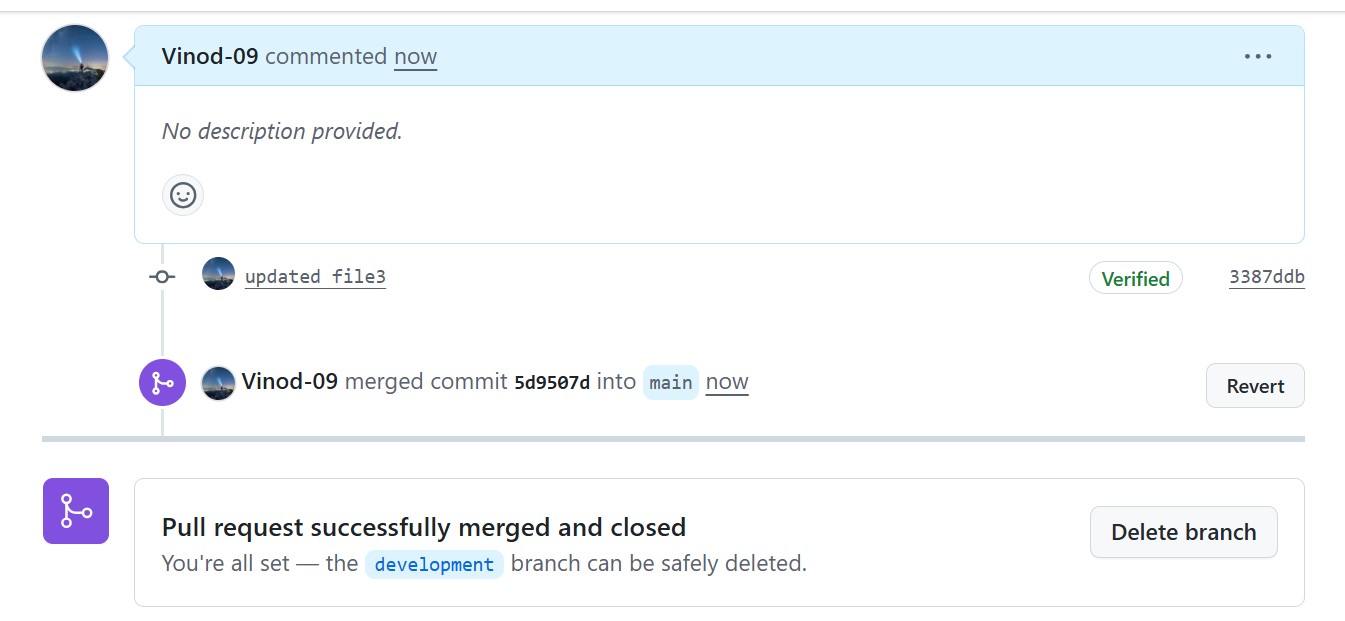 Vinod-09 commented now
No description provided.
updated file3 Verified 3387ddb
Vinod-09 merged commit 5d9507d into main now Revert
Pull request successfully merged and closed
You're all set — the development branch can be safely deleted.
Delete branch